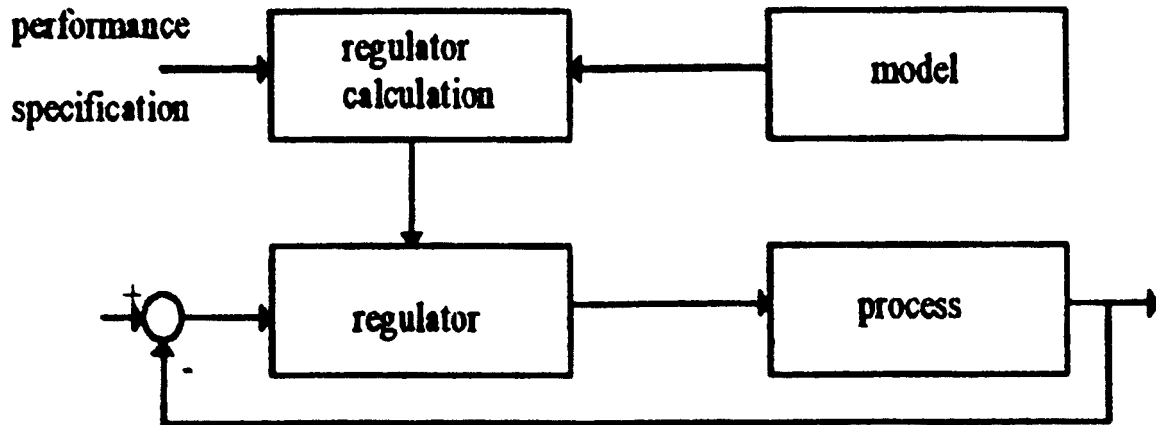 performance
specification
regulator
calculation
model
+
-
regulator
process